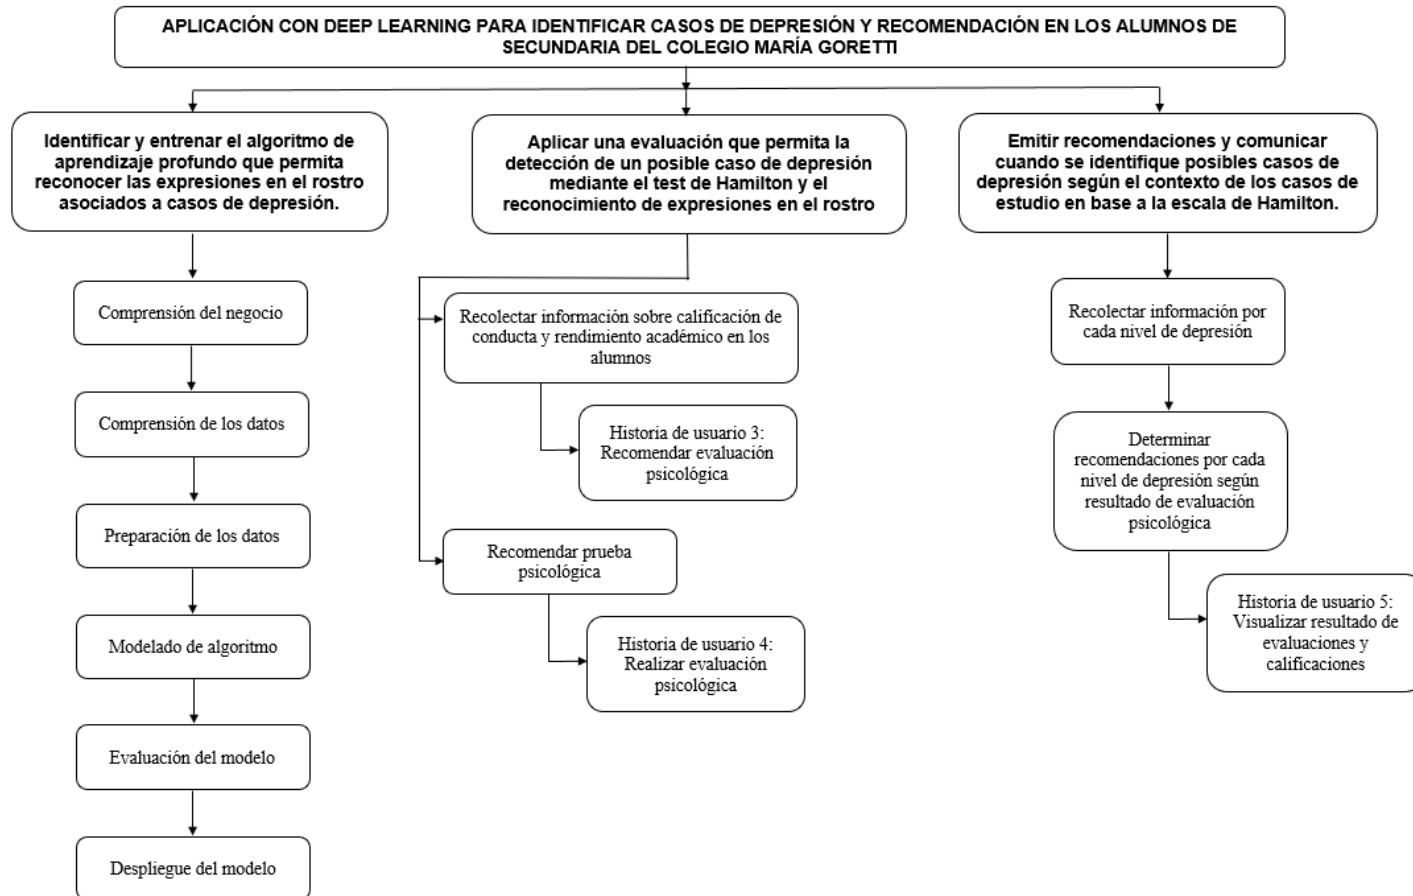 APLICACIÓN CON DEEP LEARNING PARA IDENTIFICAR CASOS DE DEPRESIÓN Y RECOMENDACIÓN EN LOS ALUMNOS DE
SECUNDARIA DEL COLEGIO MARÍA GORETTI
Identificar y entrenar el algoritmo de
aprendizaje profundo que permita
reconocer las expresiones en el rostro
asociados a casos de depresión.
Comprensión del negocio
Comprensión de los datos
Preparación de los datos
Modelado de algoritmo
Evaluación del modelo
Despliegue del modelo
Aplicar una evaluación que permita la
detección de un posible caso de depresión
mediante el test de Hamilton y el
reconocimiento de expresiones en el rostro
Recolectar información sobre calificación de
conducta y rendimiento académico en los
alumnos
Historia de usuario 3:
Recomendar evaluación
psicológica
Recomendar prueba
psicológica
Historia de usuario 4:
Realizar evaluación
psicológica
Emitir recomendaciones y comunicar
cuando se identifique posibles casos de
depresión según el contexto de los casos de
estudio en base a la escala de Hamilton.
Recolectar información por
cada nivel de depresión
Determinar
recomendaciones por cada
nivel de depresión según
resultado de evaluación
psicológica
Historia de usuario 5:
Visualizar resultado de
evaluaciones y
calificaciones